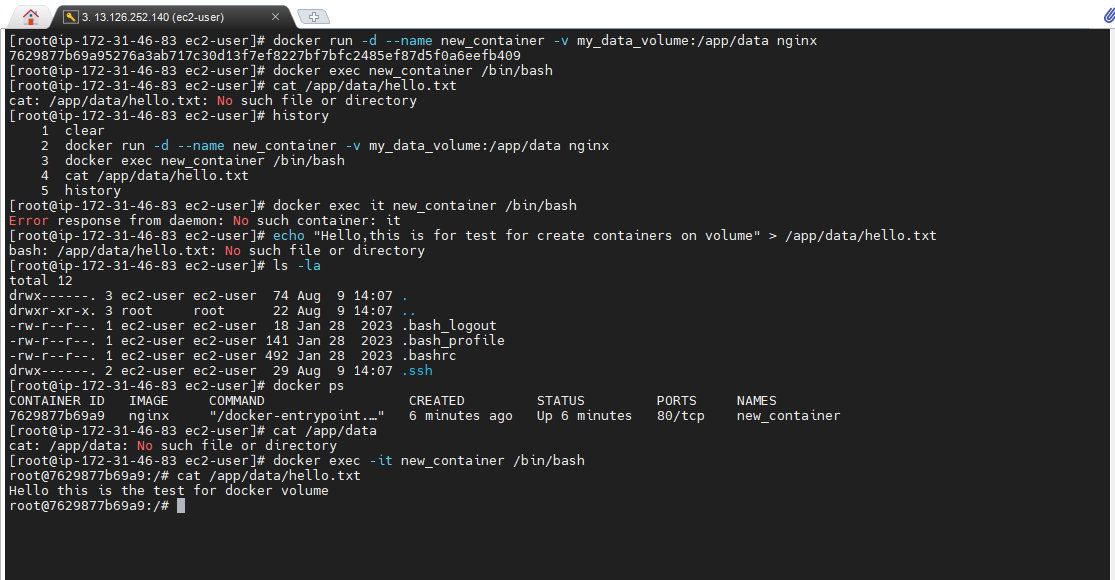 3. 13.126.252.140 (ec2-user)
[root@ip-172-31-46-83 ec2-user]# docker run -d --name new_container -v my_data_volume:/app/data nginx
7629877b69a95276a3ab717c30d13f7ef8227bf7bfc2485ef87d5f0a6eefb409
[root@ip-172-31-46-83 ec2-user]# docker exec new_container /bin/bash
[root@ip-172-31-46-83 ec2-user]# cat /app/data/hello.txt
cat: /app/data/hello.txt: No such file or directory
[root@ip-172-31-46-83 ec2-user]# history
    1  clear
    2  docker run -d --name new_container -v my_data_volume:/app/data nginx
    3  docker exec new_container /bin/bash
    4  cat /app/data/hello.txt
    5  history
[root@ip-172-31-46-83 ec2-user]# docker exec it new_container /bin/bash
Error response from daemon: No such container: it
[root@ip-172-31-46-83 ec2-user]# echo "Hello,this is for test for create containers on volume" > /app/data/hello.txt
bash: /app/data/hello.txt: No such file or directory
[root@ip-172-31-46-83 ec2-user]# ls -la
total 12
drwx------. 3 ec2-user ec2-user  74 Aug  9 14:07 .
drwxr-xr-x. 3 root     root      22 Aug  9 14:07 ..
-rw-r--r--. 1 ec2-user ec2-user  18 Jan 28  2023 .bash_logout
-rw-r--r--. 1 ec2-user ec2-user 141 Jan 28  2023 .bash_profile
-rw-r--r--. 1 ec2-user ec2-user 492 Jan 28  2023 .bashrc
drwx------. 2 ec2-user ec2-user  29 Aug  9 14:07 .ssh
[root@ip-172-31-46-83 ec2-user]# docker ps
CONTAINER ID   IMAGE     COMMAND                  CREATED         STATUS         PORTS     NAMES
7629877b69a9   nginx     "/docker-entrypoint.…"   6 minutes ago   Up 6 minutes   80/tcp    new_container
[root@ip-172-31-46-83 ec2-user]# cat /app/data
cat: /app/data: No such file or directory
[root@ip-172-31-46-83 ec2-user]# docker exec -it new_container /bin/bash
root@7629877b69a9:/# cat /app/data/hello.txt
Hello this is the test for docker volume
root@7629877b69a9:/#